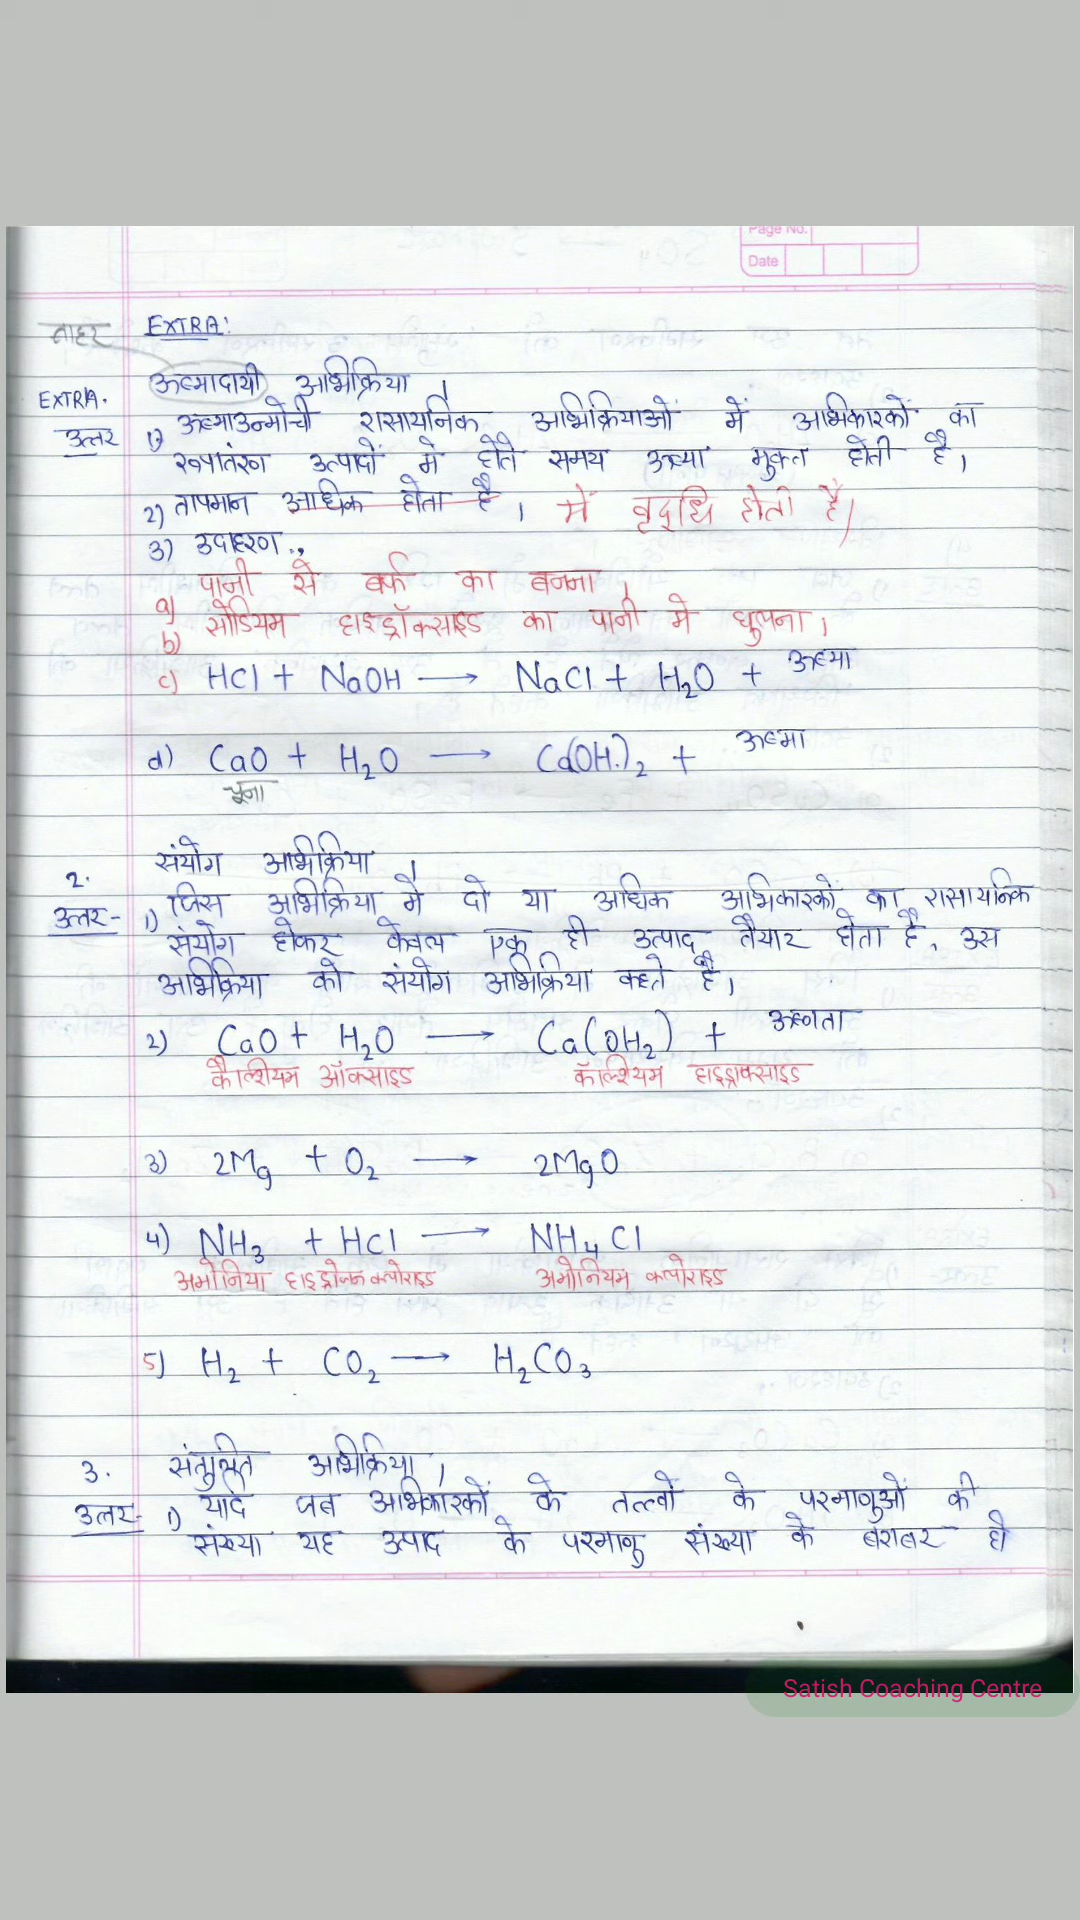 Page No.
Date
बाहर EXTRA:
ऊष्मादायी अभिक्रिया ।
EXTRA.
उत्तर 1) ऊष्माउन्मोची रासायनिक अभिक्रियाओं में अभिकारकों का
रूपांतरण उत्पादों में होते समय ऊष्मा मुक्त होती है ।
2) तापमान अधिक होता है । में वृद्धि होती है /
3) उदाहरण .,
a) पानी से बर्फ का बनना ।
b) सोडियम हाइड्रॉक्साइड का पानी में घुलना ।
c) HCl + NaOH ⟶ NaCl + H₂O + ऊष्मा
d) CaO + H₂O ⟶ Ca(OH.)₂ + ऊष्मा
चूना
2. संयोग अभिक्रिया ।
उत्तर- 1) जिस अभिक्रिया में दो या अधिक अभिकारकों का रासायनिक
संयोग होकर केवल एक ही उत्पाद तैयार होता है, उस
अभिक्रिया को संयोग अभिक्रिया कहते है ।
2) CaO + H₂O ⟶ Ca(OH₂) + ऊष्णता
कैल्शियम ऑक्साइड कॅल्शियम हाइड्राक्साइड
3) 2Mg + O₂ ⟶ 2MgO
4) NH₃ + HCl ⟶ NH₄Cl
अमोनिया हाइड्रोजन क्लोराइड अमोनियम क्लोराइड
5) H₂ + CO₂ ⟶ H₂CO₃
3. संतुलित अभिक्रिया ।
उत्तर- 1) यदि जब अभिकारकों के तत्त्वों के परमाणुओं की
संख्या यह उत्पाद के परमाणु संख्या के बराबर हो
Satish Coaching Centre